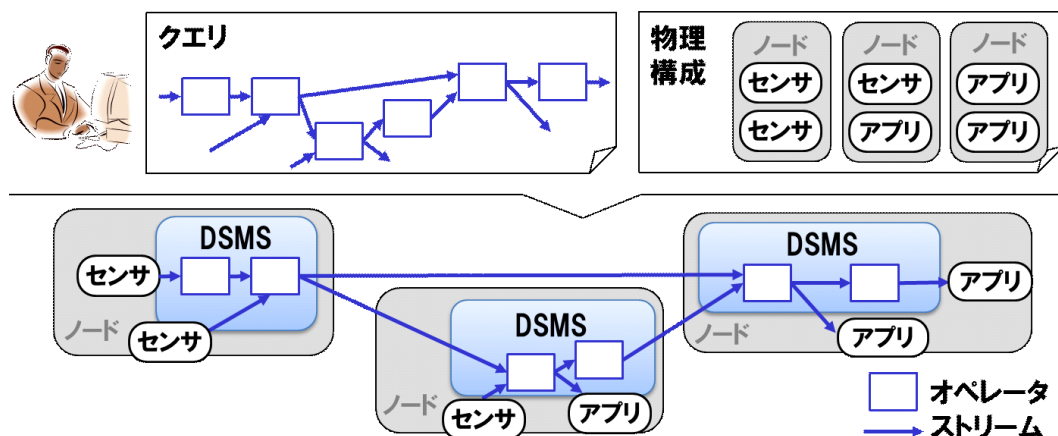 クエリ
物理
構成
ノード
センサ
センサ
ノード
センサ
アプリ
ノード
アプリ
アプリ
DSMS
センサ
センサ
ノード
DSMS
センサ
アプリ
ノード
DSMS
アプリ
アプリ
ノード
オペレータ
ストリーム